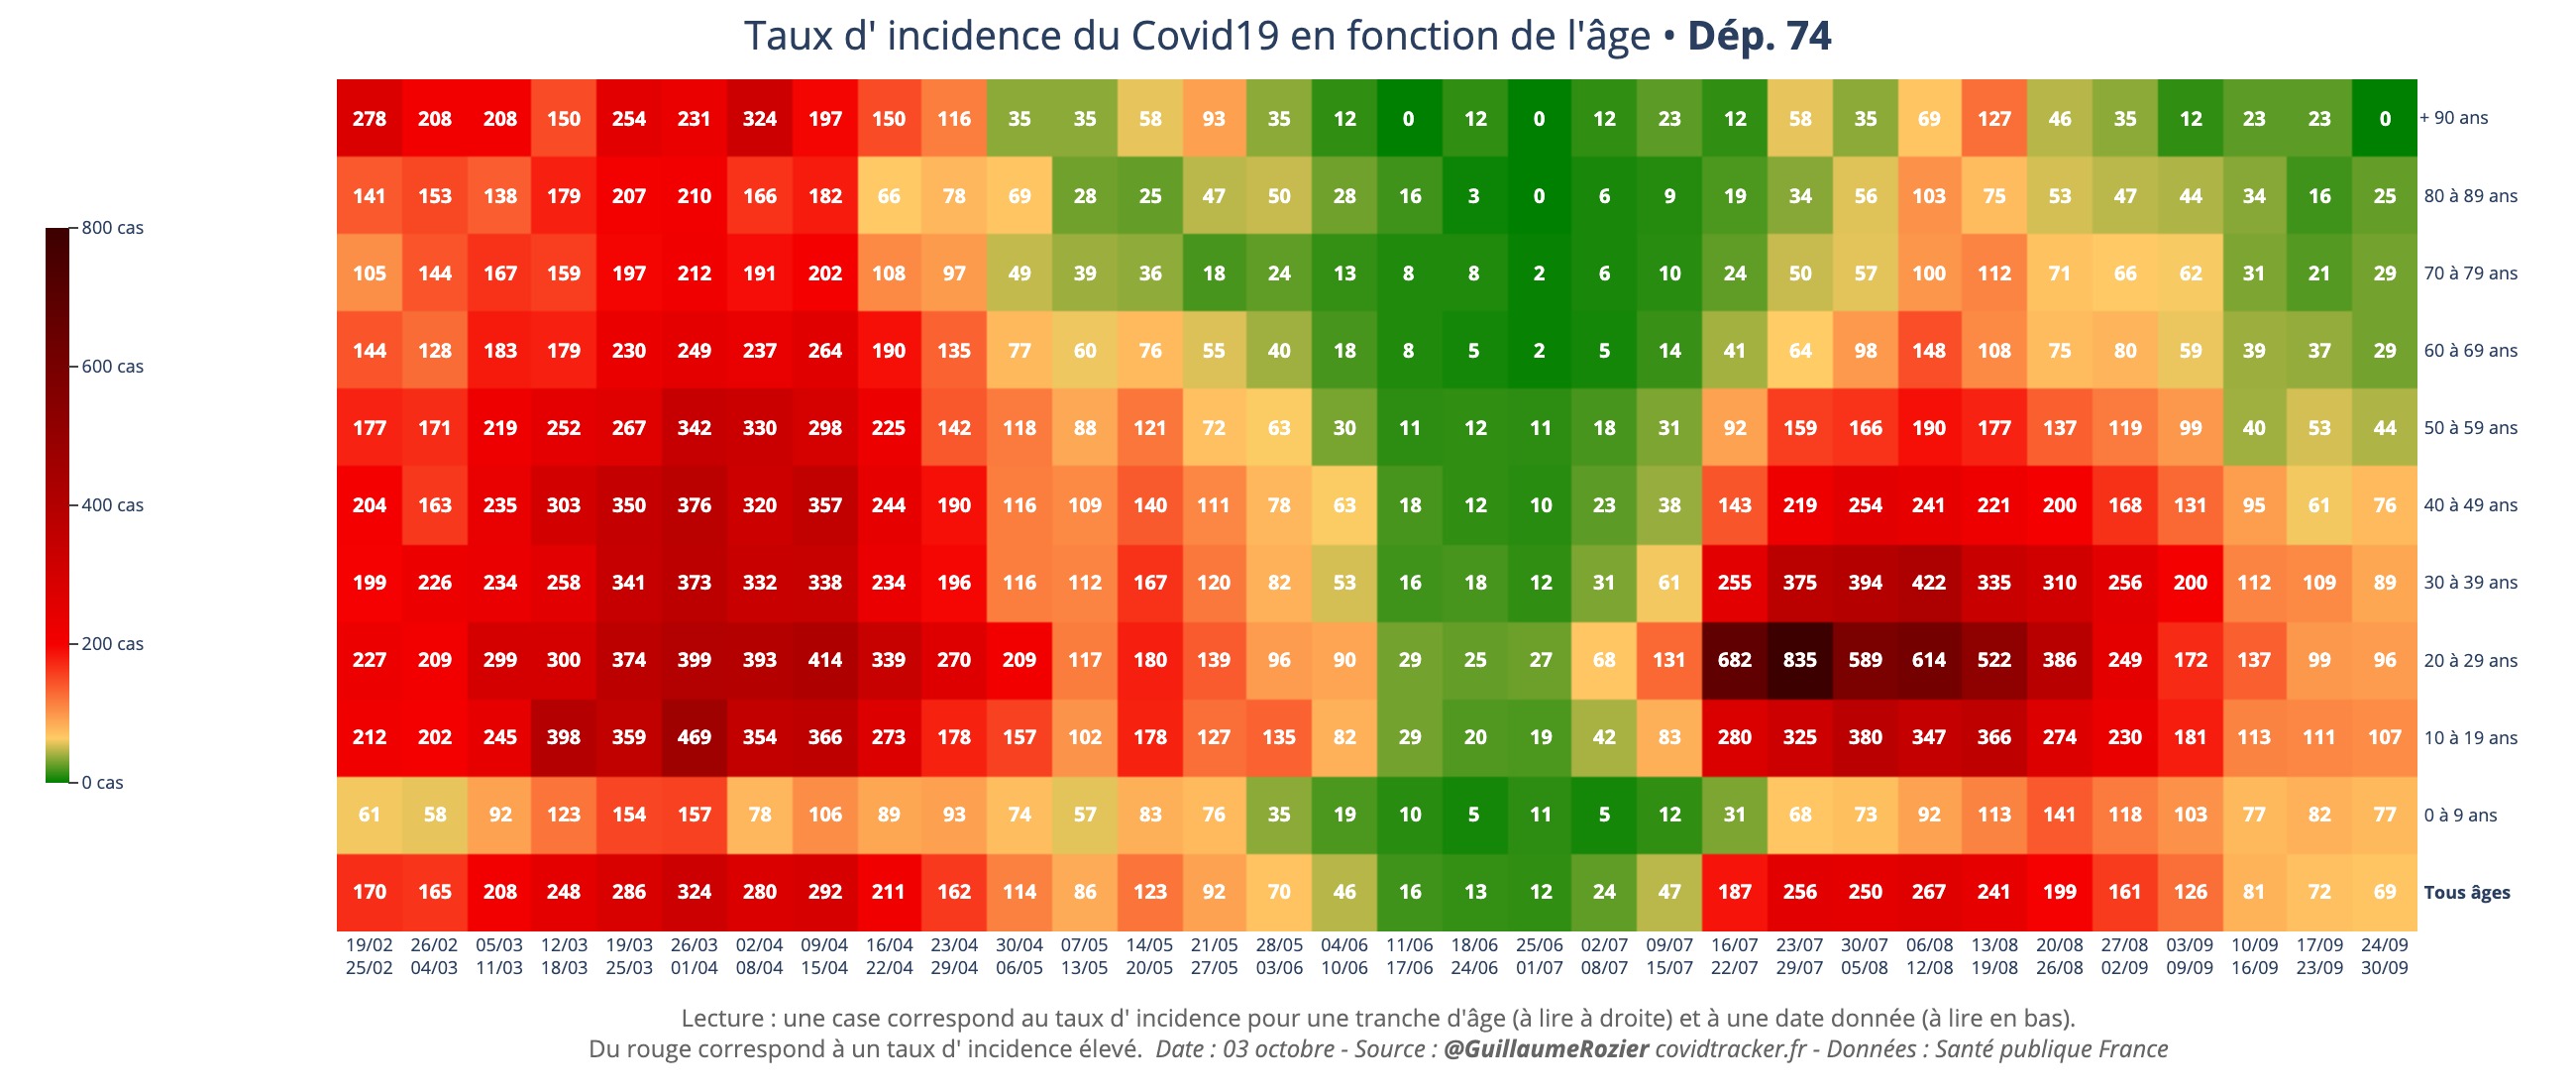 Taux d' incidence du Covid19 en fonction de l'âge • Dép. 74
278 208 208 150 254 231 324 197 150 116 35 35 58 93 35 12 0 12 0 12 23 12 58 35 69 127 46 35 12 23 23 0 + 90 ans
141 153 138 179 207 210 166 182 66 78 69 28 25 47 50 28 16 3 0 6 9 19 34 56 103 75 53 47 44 34 16 25 80 à 89 ans
800 cas
105 144 167 159 197 212 191 202 108 97 49 39 36 18 24 13 8 8 2 6 10 24 50 57 100 112 71 66 62 31 21 29 70 à 79 ans
144 128 183 179 230 249 237 264 190 135 77 60 76 55 40 18 8 5 2 5 14 41 64 98 148 108 75 80 59 39 37 29 60 à 69 ans
600 cas
177 171 219 252 267 342 330 298 225 142 118 88 121 72 63 30 11 12 11 18 31 92 159 166 190 177 137 119 99 40 53 44 50 à 59 ans
400 cas
204 163 235 303 350 376 320 357 244 190 116 109 140 111 78 63 18 12 10 23 38 143 219 254 241 221 200 168 131 95 61 76 40 à 49 ans
199 226 234 258 341 373 332 338 234 196 116 112 167 120 82 53 16 18 12 31 61 255 375 394 422 335 310 256 200 112 109 89 30 à 39 ans
200 cas
227 209 299 300 374 399 393 414 339 270 209 117 180 139 96 90 29 25 27 68 131 682 835 589 614 522 386 249 172 137 99 96 20 à 29 ans
212 202 245 398 359 469 354 366 273 178 157 102 178 127 135 82 29 20 19 42 83 280 325 380 347 366 274 230 181 113 111 107 10 à 19 ans
0 cas
61 58 92 123 154 157 78 106 89 93 74 57 83 76 35 19 10 5 11 5 12 31 68 73 92 113 141 118 103 77 82 77 0 à 9 ans
170 165 208 248 286 324 280 292 211 162 114 86 123 92 70 46 16 13 12 24 47 187 256 250 267 241 199 161 126 81 72 69 Tous âges
19/02 26/02 05/03 12/03 19/03 26/03 02/04 09/04 16/04 23/04 30/04 07/05 14/05 21/05 28/05 04/06 11/06 18/06 25/06 02/07 09/07 16/07 23/07 30/07 06/08 13/08 20/08 27/08 03/09 10/09 17/09 24/09
25/02 04/03 11/03 18/03 25/03 01/04 08/04 15/04 22/04 29/04 06/05 13/05 20/05 27/05 03/06 10/06 17/06 24/06 01/07 08/07 15/07 22/07 29/07 05/08 12/08 19/08 26/08 02/09 09/09 16/09 23/09 30/09
Lecture : une case correspond au taux d' incidence pour une tranche d'âge (à lire à droite) et à une date donnée (à lire en bas).
Du rouge correspond à un taux d' incidence élevé. Date : 03 octobre - Source : @GuillaumeRozier covidtracker.fr - Données : Santé publique France